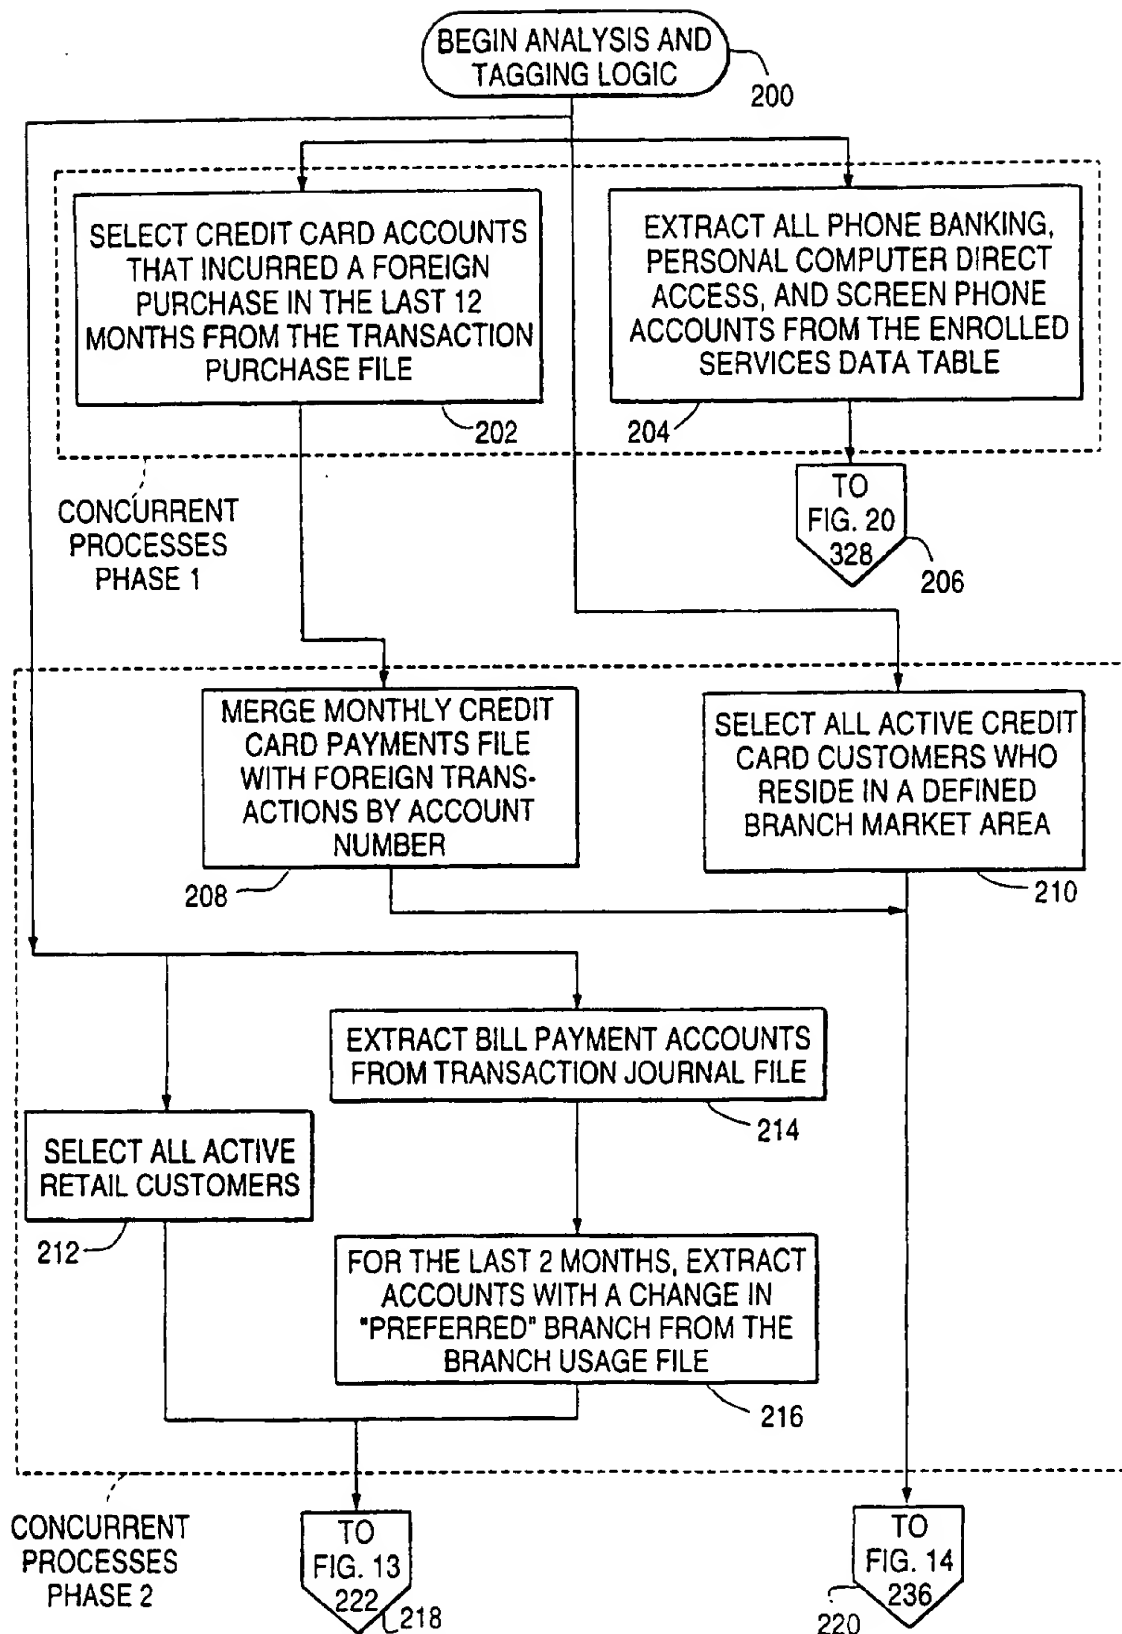 BEGIN ANALYSIS AND
TAGGING LOGIC
200
SELECT CREDIT CARD ACCOUNTS
THAT INCURRED A FOREIGN
PURCHASE IN THE LAST 12
MONTHS FROM THE TRANSACTION
PURCHASE FILE
202
EXTRACT ALL PHONE BANKING,
PERSONAL COMPUTER DIRECT
ACCESS, AND SCREEN PHONE
ACCOUNTS FROM THE ENROLLED
SERVICES DATA TABLE
204
CONCURRENT
PROCESSES
PHASE 1
TO
FIG. 20
328
206
MERGE MONTHLY CREDIT
CARD PAYMENTS FILE
WITH FOREIGN TRANS-
ACTIONS BY ACCOUNT
NUMBER
208
SELECT ALL ACTIVE CREDIT
CARD CUSTOMERS WHO
RESIDE IN A DEFINED
BRANCH MARKET AREA
210
EXTRACT BILL PAYMENT ACCOUNTS
FROM TRANSACTION JOURNAL FILE
214
SELECT ALL ACTIVE
RETAIL CUSTOMERS
212
FOR THE LAST 2 MONTHS, EXTRACT
ACCOUNTS WITH A CHANGE IN
"PREFERRED" BRANCH FROM THE
BRANCH USAGE FILE
216
CONCURRENT
PROCESSES
PHASE 2
TO
FIG. 13
222
218
TO
FIG. 14
236
220